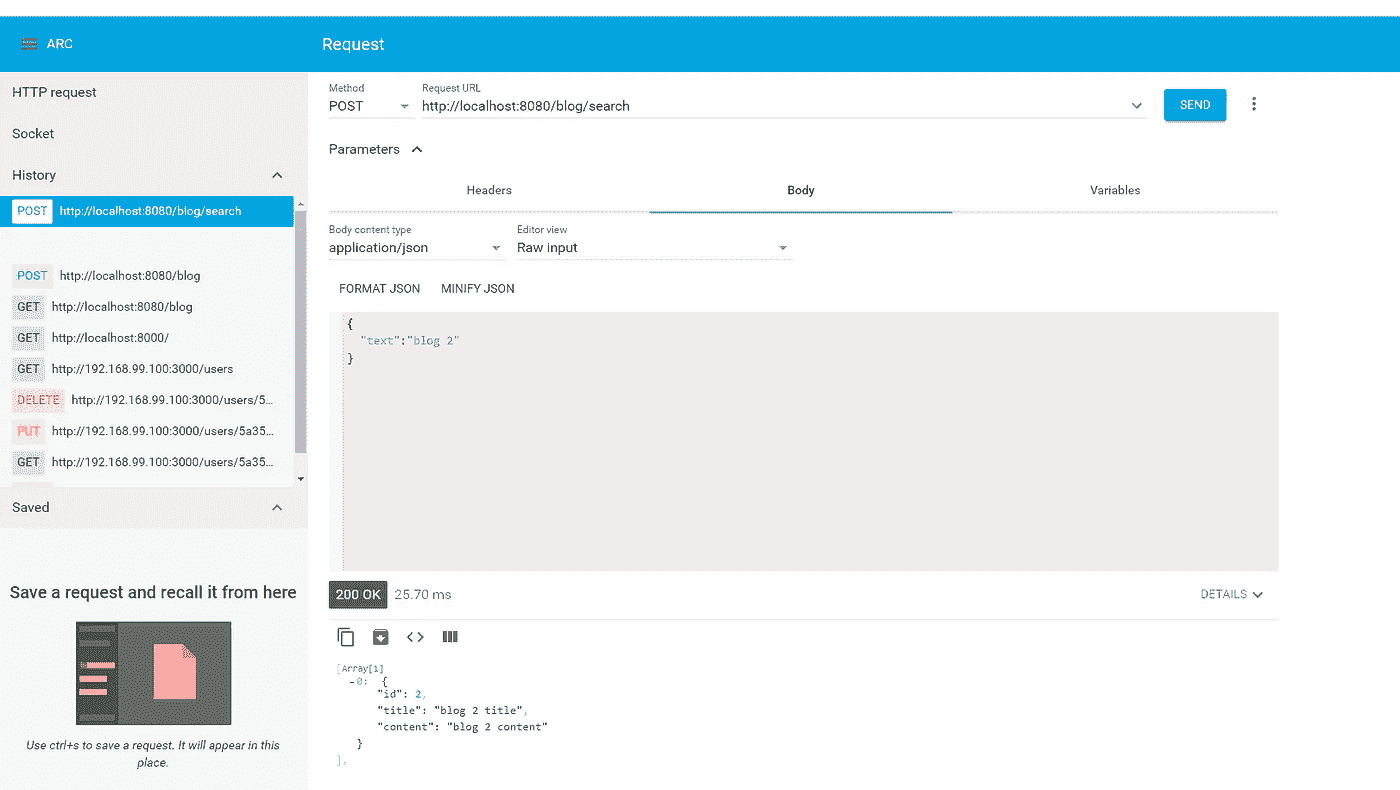 ARC
Request
HTTP request
Socket
History
POST http://localhost:8080/blog/search
POST http://localhost:8080/blog
GET http://localhost:8080/blog
GET http://localhost:8000/
GET http://192.168.99.100:3000/users
DELETE http://192.168.99.100:3000/users/5...
PUT http://192.168.99.100:3000/users/5a35...
GET http://192.168.99.100:3000/users/5a35...
Saved
Save a request and recall it from here
Use ctrl+s to save a request. It will appear in this
place.
Method
POST
Request URL
http://localhost:8080/blog/search
SEND
Parameters
Headers Body Variables
Body content type
application/json
Editor view
Raw input
FORMAT JSON MINIFY JSON
{
"text":"blog 2"
}
200 OK 25.70 ms
DETAILS
[Array[1]
-0: {
"id": 2,
"title": "blog 2 title",
"content": "blog 2 content"
}
],